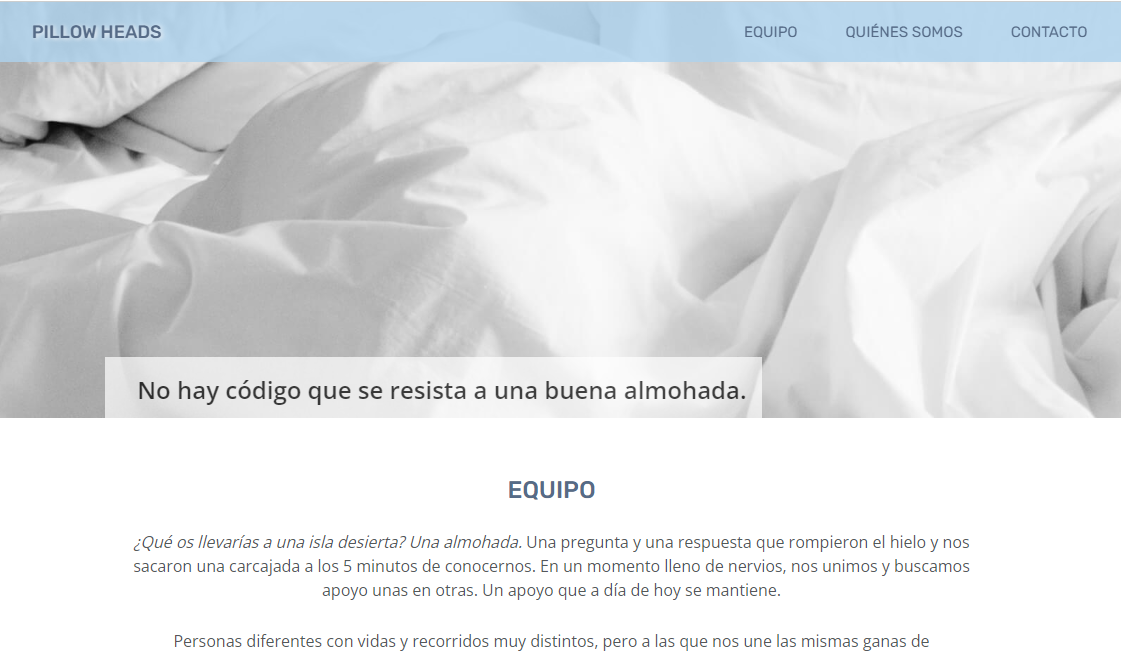 PILLOW HEADS
EQUIPO QUIÉNES SOMOS CONTACTO
No hay código que se resista a una buena almohada.
EQUIPO
¿Qué os llevarías a una isla desierta? Una almohada. Una pregunta y una respuesta que rompieron el hielo y nos
sacaron una carcajada a los 5 minutos de conocernos. En un momento lleno de nervios, nos unimos y buscamos
apoyo unas en otras. Un apoyo que a día de hoy se mantiene.
Personas diferentes con vidas y recorridos muy distintos, pero a las que nos une las mismas ganas de